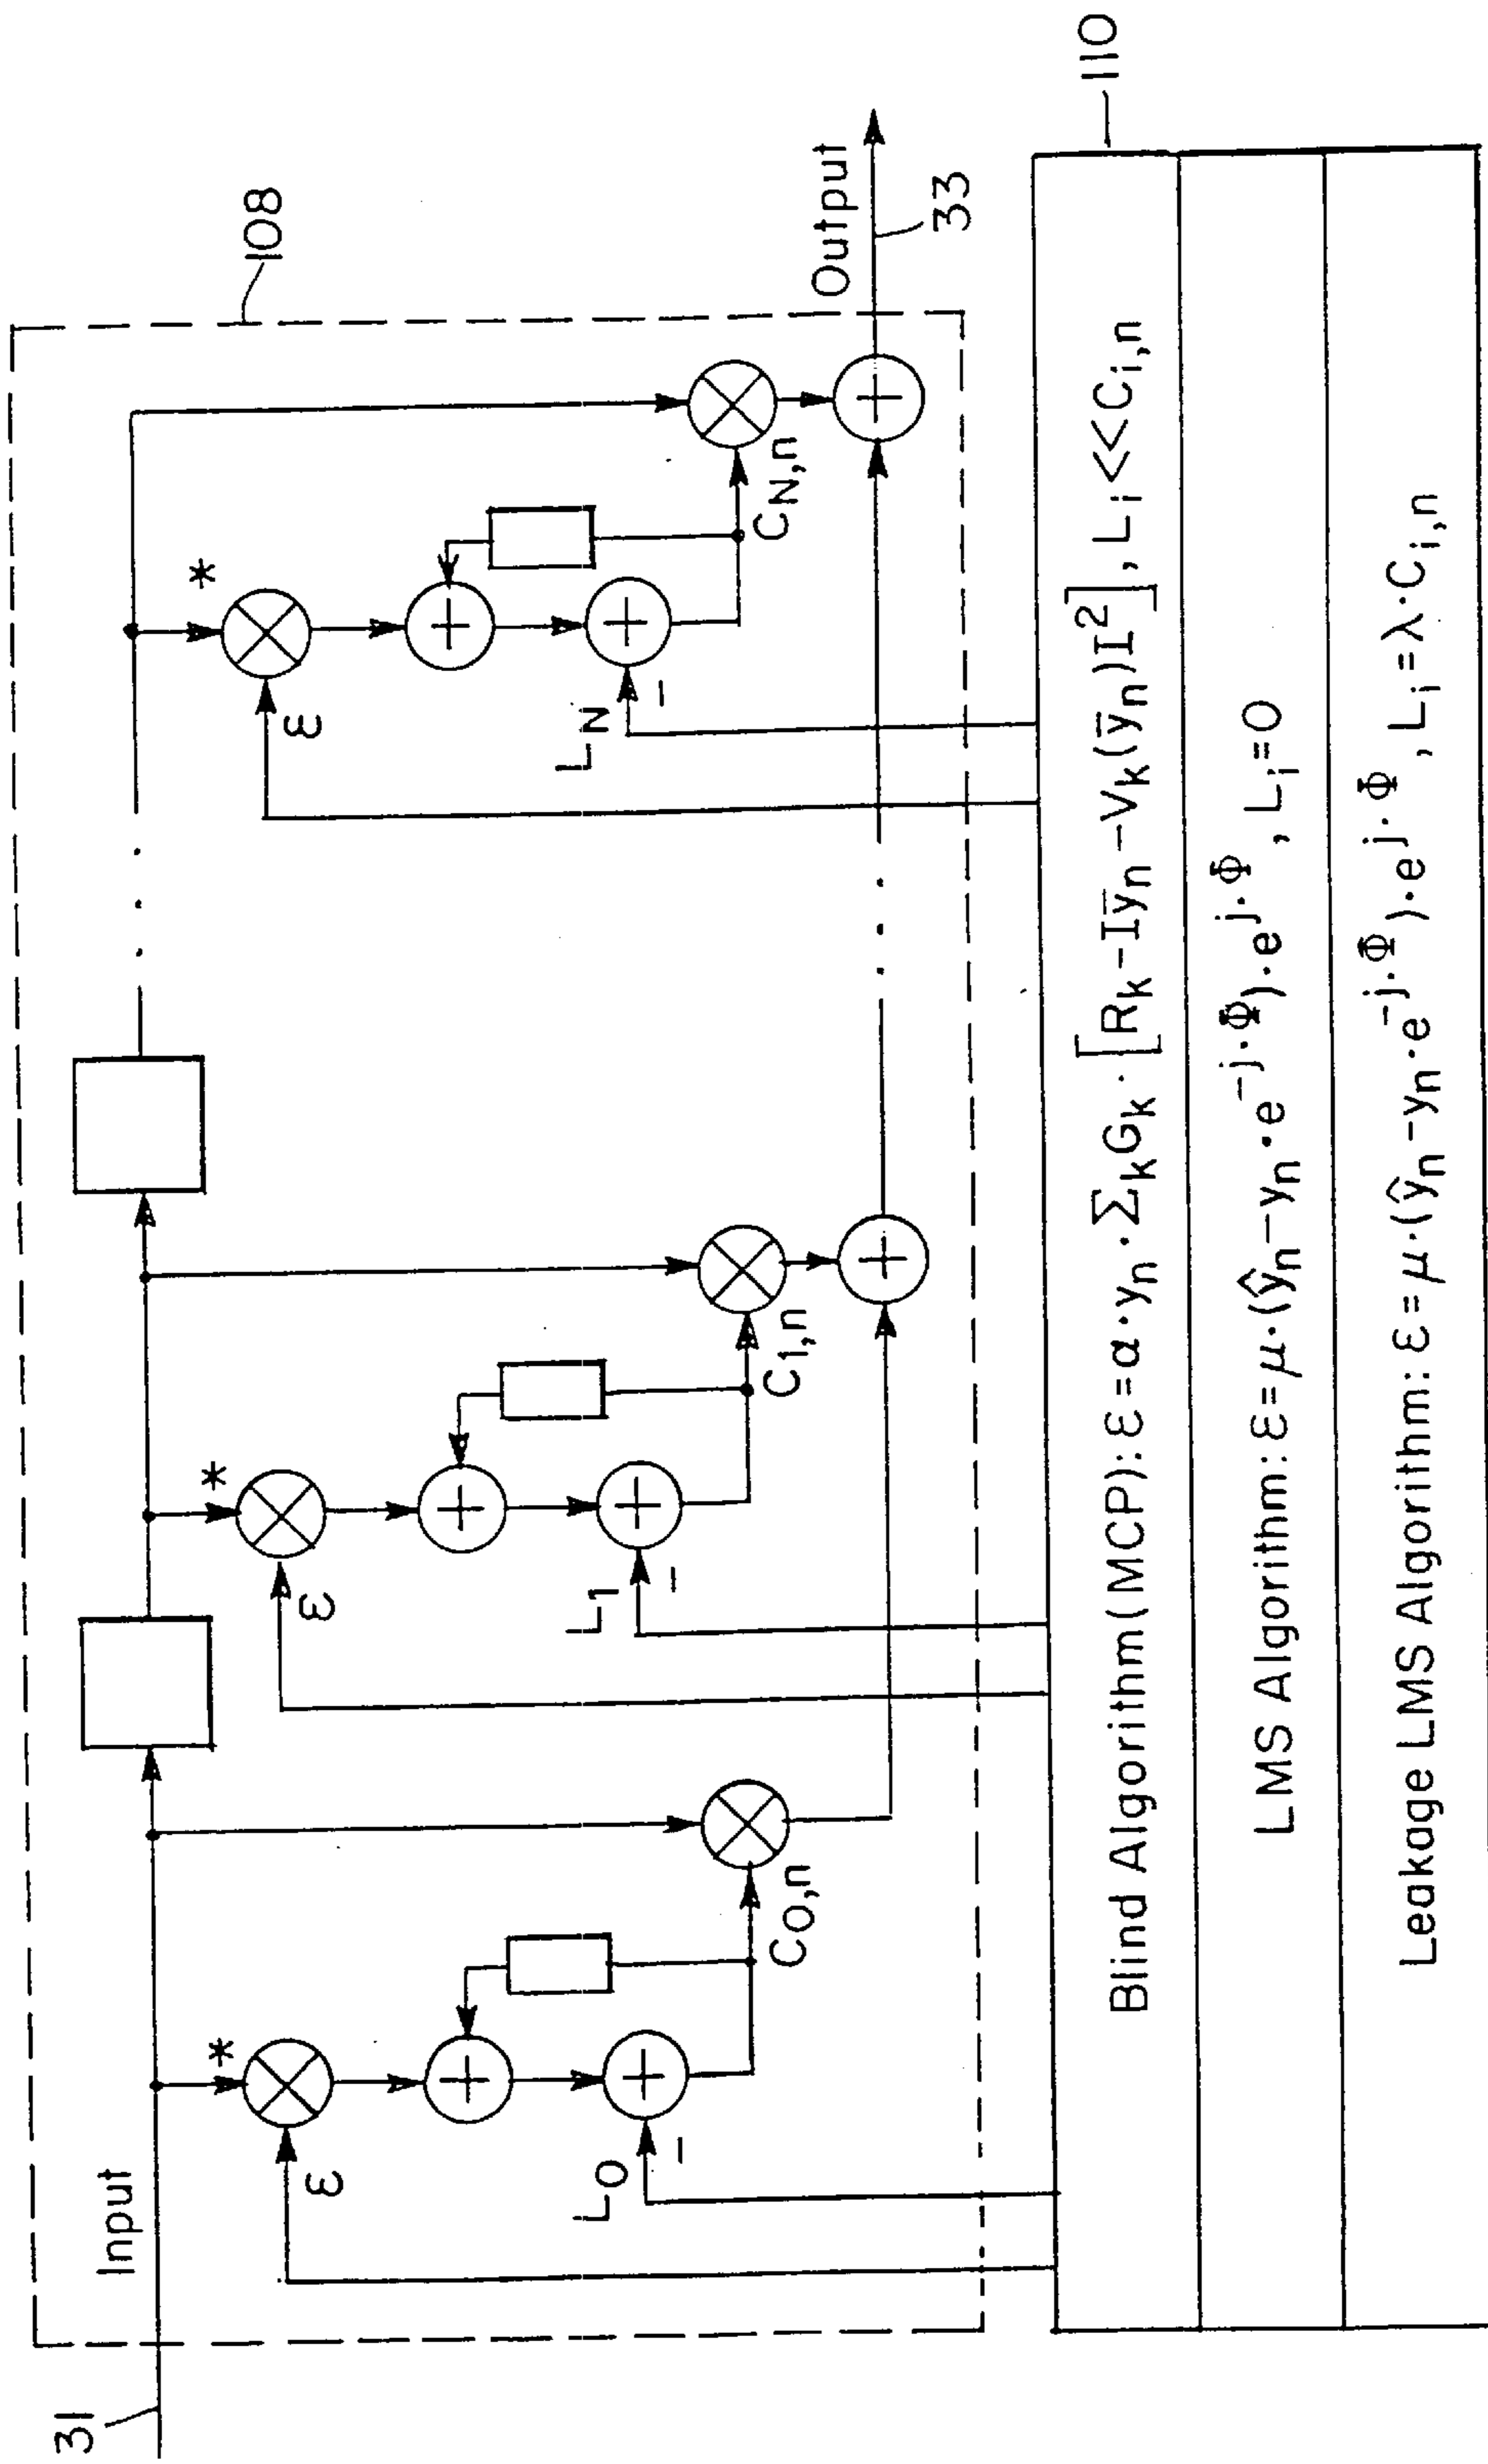 31
Input
108
*
*
*
ε
ε
ε
L0
–
L1
–
LN
–
C0,n
C1,n
CN,n
Output
33
110
Blind Algorithm(MCP): ε = α·yn·ΣkGk·[Rk-Iȳn-Vk(ȳn)I²], Li<<Ci,n
LMS Algorithm: ε = μ·(ŷn-yn·e^-j·Φ̂)·e^j·Φ̂, Li=0
Leakage LMS Algorithm: ε = μ·(ŷn-yn·e^-j·Φ̂)·e^j·Φ̂, Li=λ·Ci,n